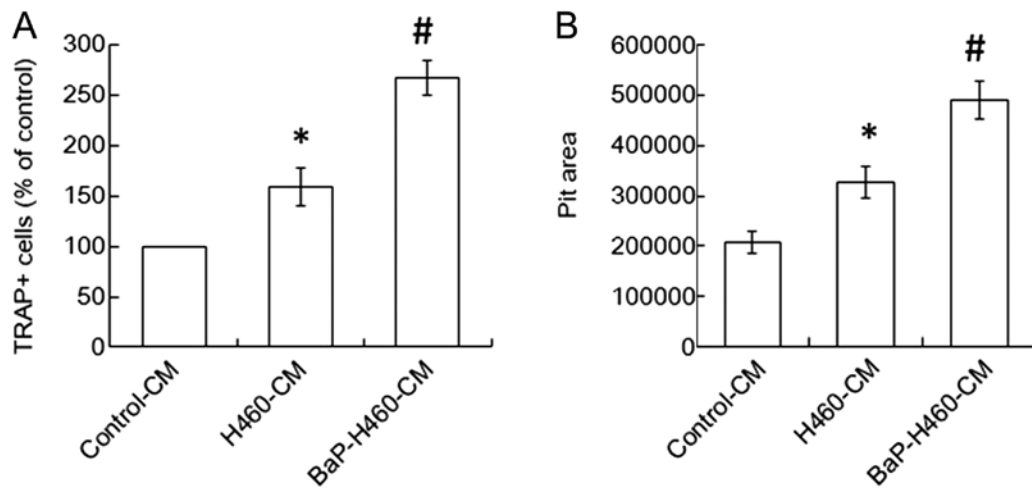 A
TRAP+ cells (% of control)
300
250
200
150
100
50
0
*
#
Control-CM
H460-CM
BaP-H460-CM
B
Pit area
600000
500000
400000
300000
200000
100000
0
*
#
Control-CM
H460-CM
BaP-H460-CM